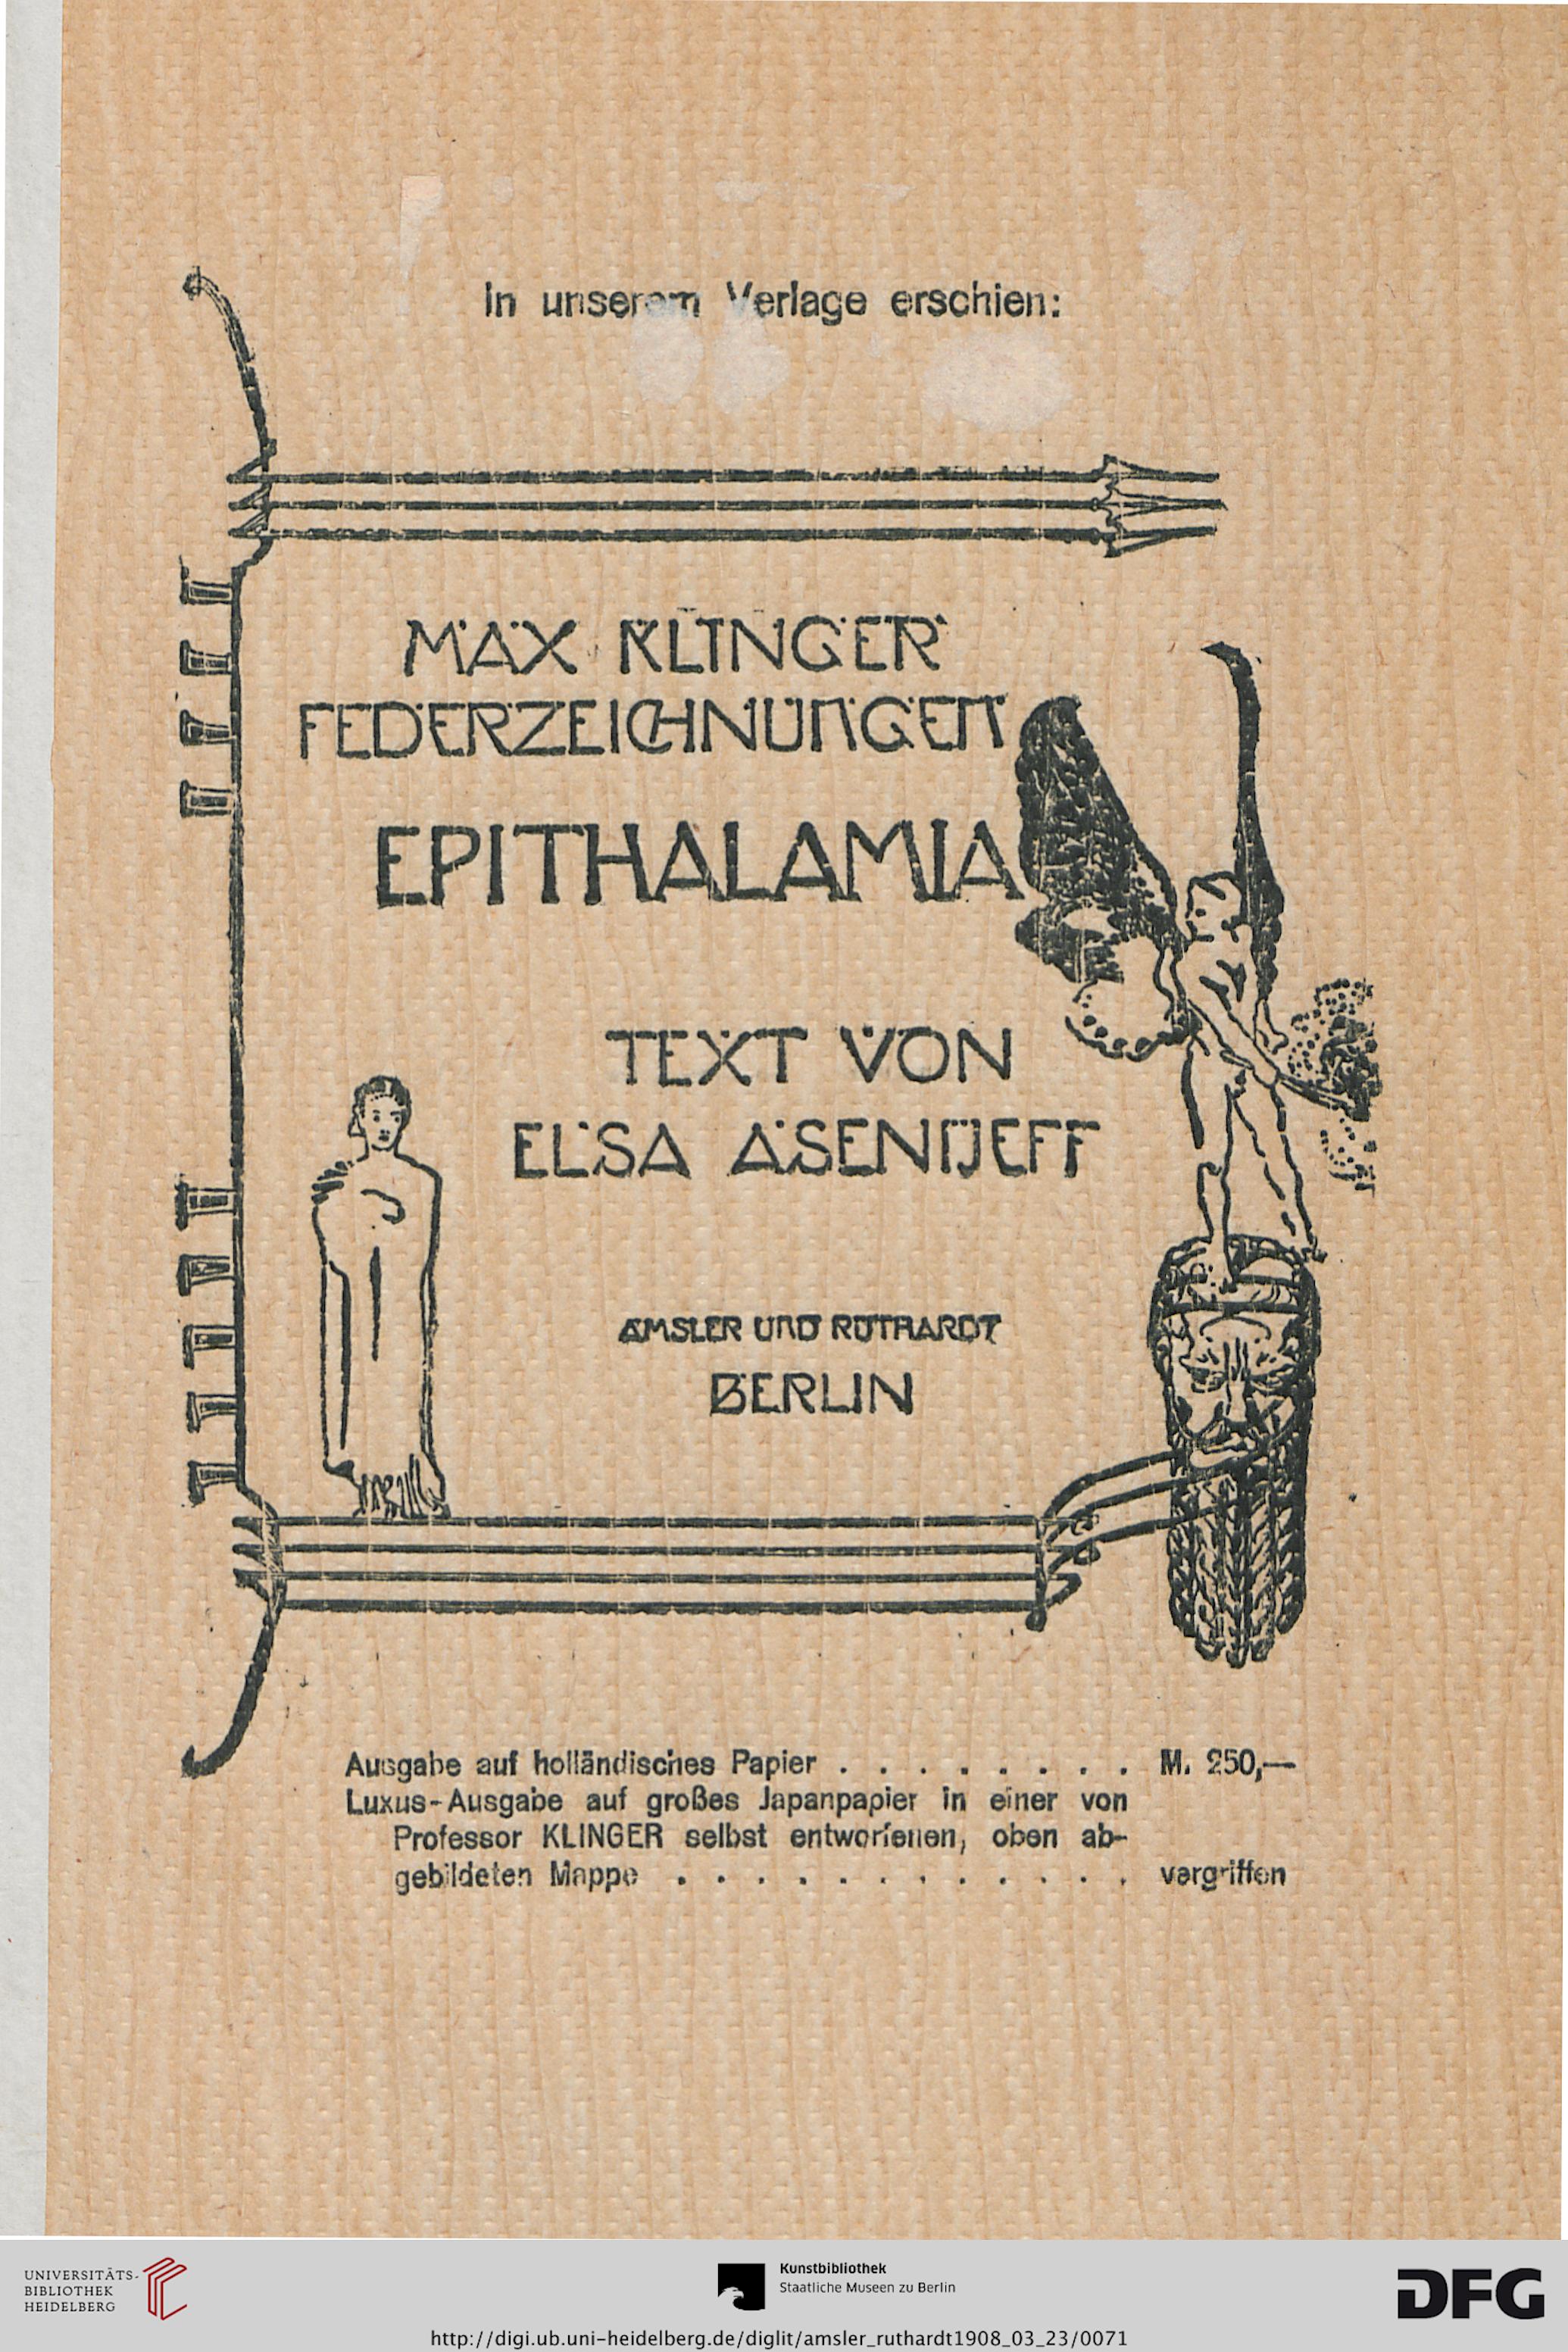 In unserem Verlage erschien:
MAX KLINGER
FEDERZEICHNUNGEN
EPITHALAMIA
TEXT VON
ELSA ASENIJEFF
AMSLER UND RUTHARDT
BERLIN
Ausgabe auf holländisches Papier . . . . . . . . M. 250,—
Luxus-Ausgabe auf großes Japanpapier in einer von
Professor KLINGER selbst entworfenen, oben ab-
gebildeten Mappe . . . . . . . . . . . . vergriffen
UNIVERSITÄTS-
BIBLIOTHEK
HEIDELBERG
Kunstbibliothek
Staatliche Museen zu Berlin
DFG
http://digi.ub.uni-heidelberg.de/diglit/amsler_ruthardt1908_03_23/0071